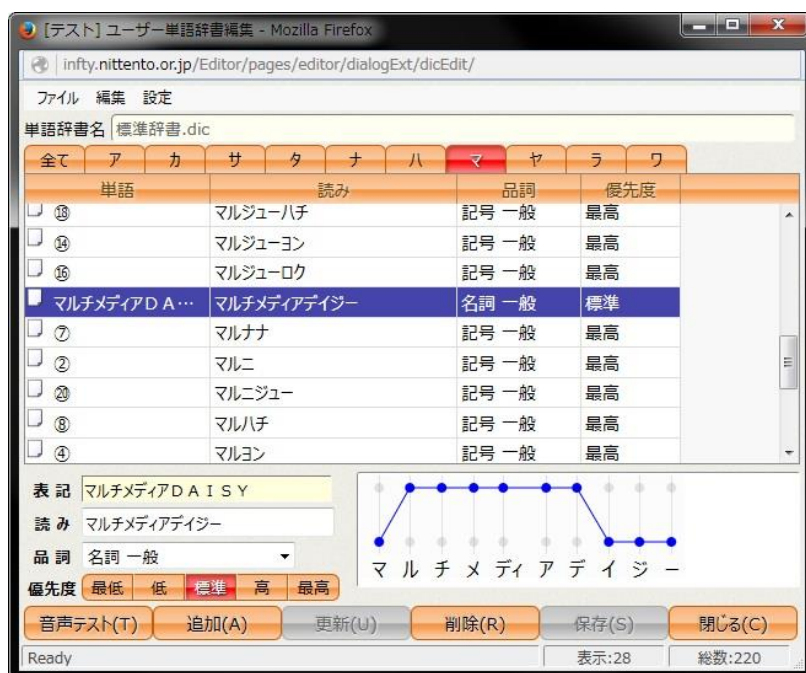 [テスト] ユーザー単語辞書編集 - Mozilla Firefox
infty.nittento.or.jp/Editor/pages/editor/dialogExt/dicEdit/
ファイル 編集 設定
単語辞書名 標準辞書.dic
全て ア カ サ タ ナ ハ マ ヤ ラ ワ
単語 読み 品詞 優先度
⑱ マルジューハチ 記号 一般 最高
⑭ マルジューヨン 記号 一般 最高
⑯ マルジューロク 記号 一般 最高
マルチメディアＤＡ… マルチメディアデイジー 名詞 一般 標準
⑦ マルナナ 記号 一般 最高
② マルニ 記号 一般 最高
⑳ マルニジュー 記号 一般 最高
⑧ マルハチ 記号 一般 最高
④ マルヨン 記号 一般 最高
表記 マルチメディアＤＡＩＳＹ
読み マルチメディアデイジー
品詞 名詞 一般
マ ル チ メ ディ ア デ イ ジ ー
優先度 最低 低 標準 高 最高
音声テスト(T) 追加(A) 更新(U) 削除(R) 保存(S) 閉じる(C)
Ready 表示:28 総数:220